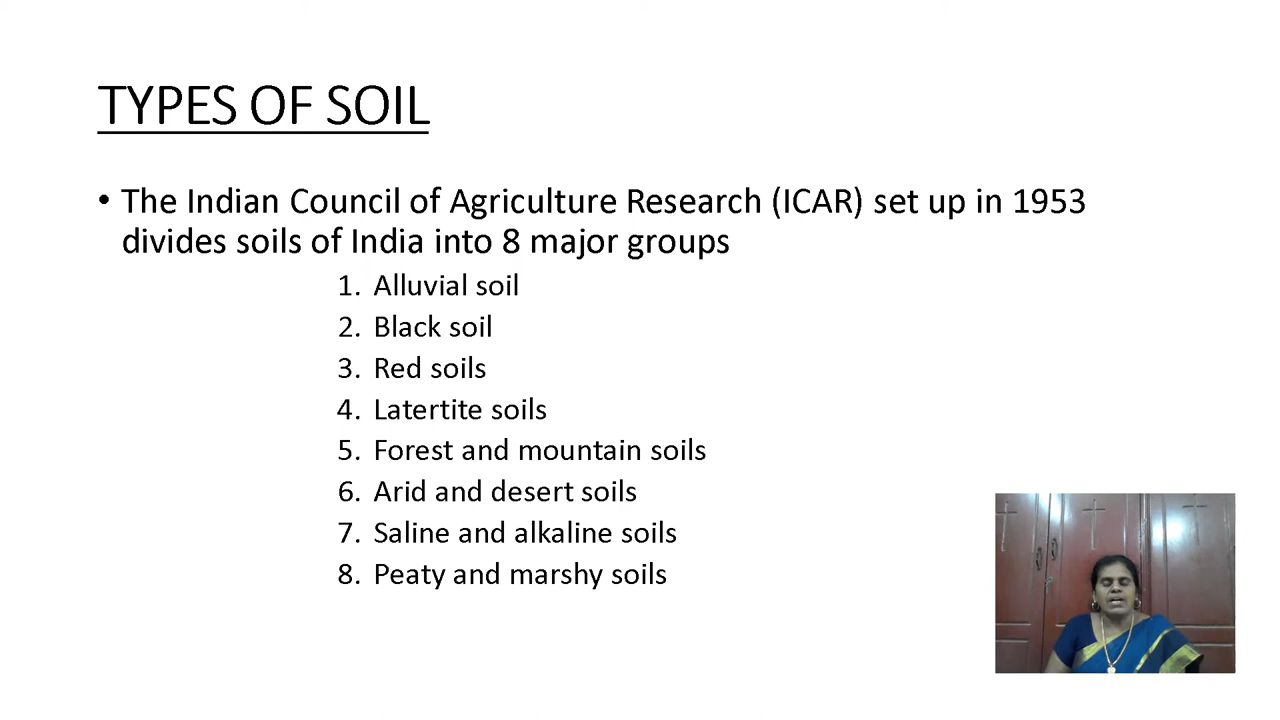 TYPES OF SOIL
• The Indian Council of Agriculture Research (ICAR) set up in 1953
divides soils of India into 8 major groups
1. Alluvial soil
2. Black soil
3. Red soils
4. Latertite soils
5. Forest and mountain soils
6. Arid and desert soils
7. Saline and alkaline soils
8. Peaty and marshy soils